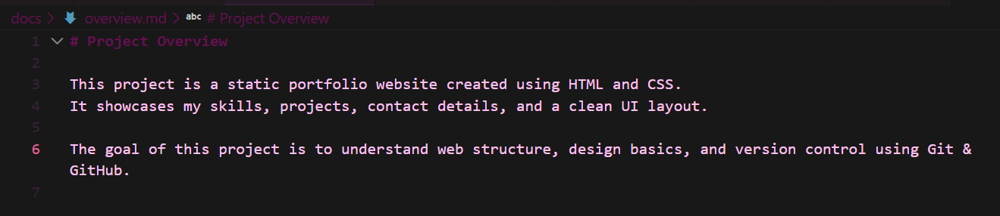 docs > overview.md > abc # Project Overview
1 # Project Overview
2
3 This project is a static portfolio website created using HTML and CSS.
4 It showcases my skills, projects, contact details, and a clean UI layout.
5
6 The goal of this project is to understand web structure, design basics, and version control using Git &
GitHub.
7